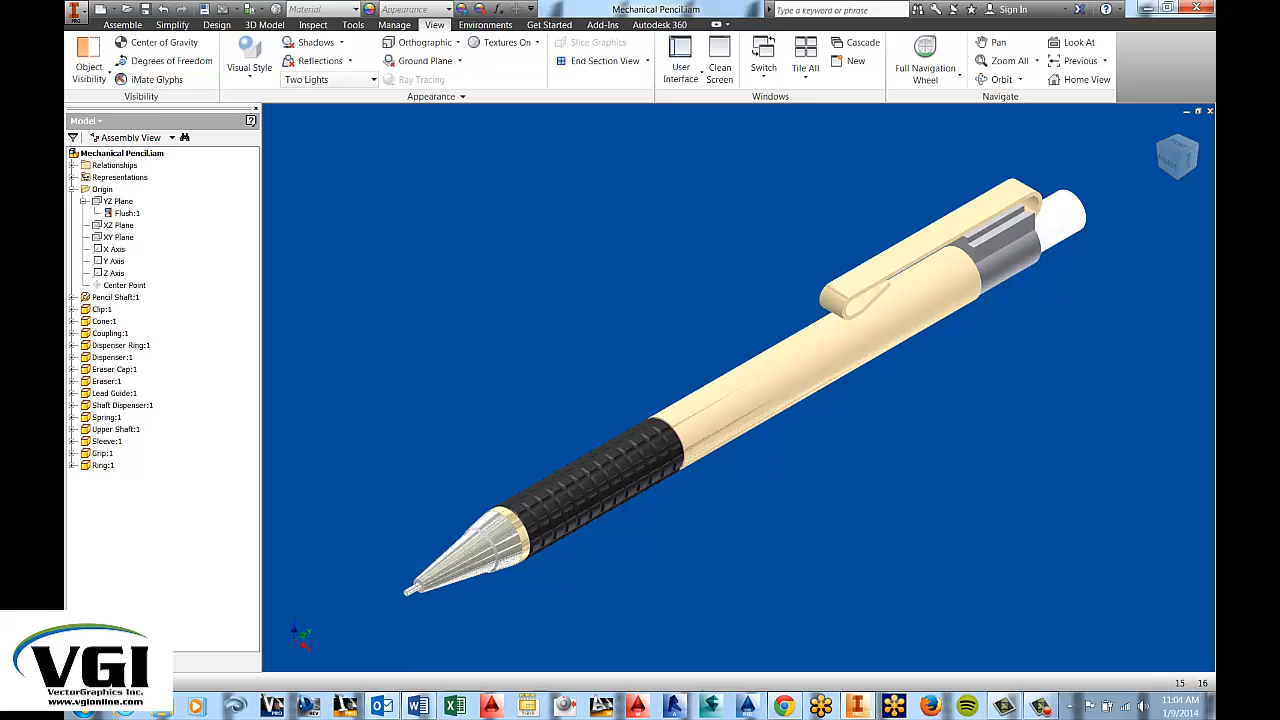 PRO
Material
Appearance
Mechanical Pencil.iam
Type a keyword or phrase
Sign In
Assembly
Simplify
Design
3D Model
Inspect
Tools
Manage
View
Environments
Get Started
Add-Ins
Autodesk 360
Object
Visibility
Center of Gravity
Degrees of Freedom
iMate Glyphs
Visibility
Visual Style
Shadows
Reflections
Two Lights
Orthographic
Ground Plane
Ray Tracing
Textures On
Appearance
Slice Graphics
End Section View
User
Interface
Clean
Screen
Switch
Tile All
Cascade
New
Windows
Full Navigation
Wheel
Pan
Zoom All
Orbit
Look At
Previous
Home View
Navigate
Model
Assembly View
Mechanical Pencil.iam
Relationships
Representations
Origin
YZ Plane
Flush:1
XZ Plane
XY Plane
X Axis
Y Axis
Z Axis
Center Point
Pencil Shaft:1
Clip:1
Cone:1
Coupling:1
Dispenser Ring:1
Dispenser:1
Eraser Cap:1
Eraser:1
Lead Guide:1
Shaft Dispenser:1
Spring:1
Upper Shaft:1
Sleeve:1
Grip:1
Ring:1
VGI
VectorGraphics Inc.
www.vgionline.com
15 16
11:04 AM
1/9/2014